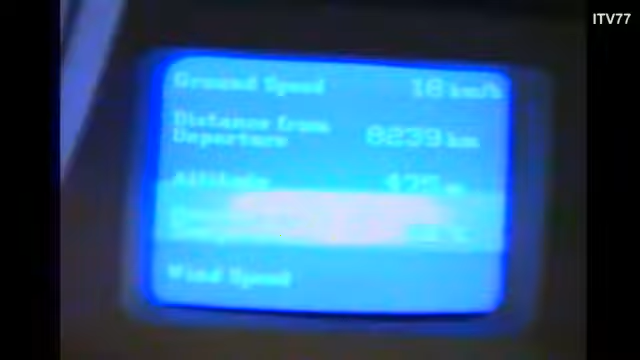 ITV77
Ground Speed 18 km/h
Distance from
Departure 8239 km
Altitude m
Wind Speed